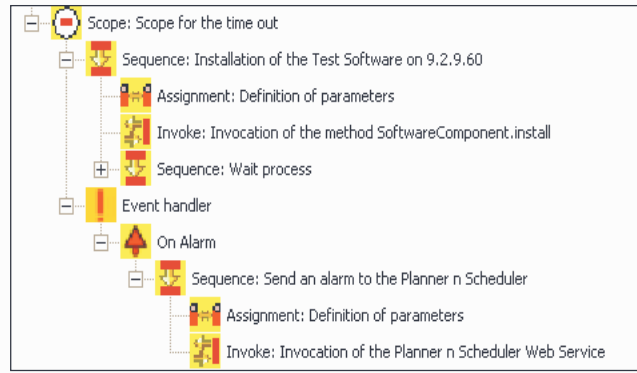 Scope: Scope for the time out
Sequence: Installation of the Test Software on 9.2.9.60
Assignment: Definition of parameters
Invoke: Invocation of the method SoftwareComponent.install
Sequence: Wait process
Event handler
On Alarm
Sequence: Send an alarm to the Planner n Scheduler
Assignment: Definition of parameters
Invoke: Invocation of the Planner n Scheduler Web Service